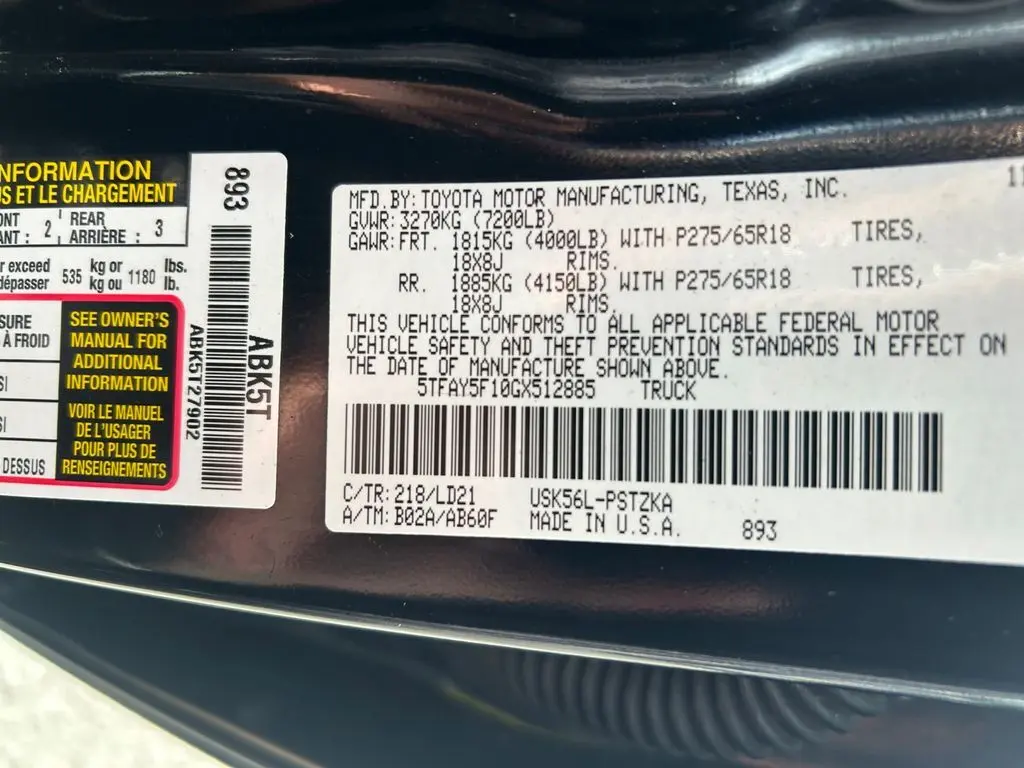 NFORMATION
S ET LE CHARGEMENT
ONT 2 REAR
ANT : ARRIÈRE : 3
r exceed 535 kg or 1180 lbs.
dépasser kg ou lb.
SURE
À FROID
SI
SI
DESSUS
SEE OWNER'S
MANUAL FOR
ADDITIONAL
INFORMATION
VOIR LE MANUEL
DE L'USAGER
POUR PLUS DE
RENSEIGNEMENTS
893
ABK5T
ABK5T27902
11
MFD.BY:TOYOTA MOTOR MANUFACTURING, TEXAS, INC.
GVWR:3270KG (7200LB)
GAWR:FRT. 1815KG (4000LB) WITH P275/65R18 TIRES,
18X8J RIMS.
RR. 1885KG (4150LB) WITH P275/65R18 TIRES,
18X8J RIMS.
THIS VEHICLE CONFORMS TO ALL APPLICABLE FEDERAL MOTOR
VEHICLE SAFETY AND THEFT PREVENTION STANDARDS IN EFFECT ON
THE DATE OF MANUFACTURE SHOWN ABOVE.
5TFAY5F10GX512885 TRUCK
C/TR:218/LD21 USK56L-PSTZKA
A/TM:B02A/AB60F MADE IN U.S.A. 893